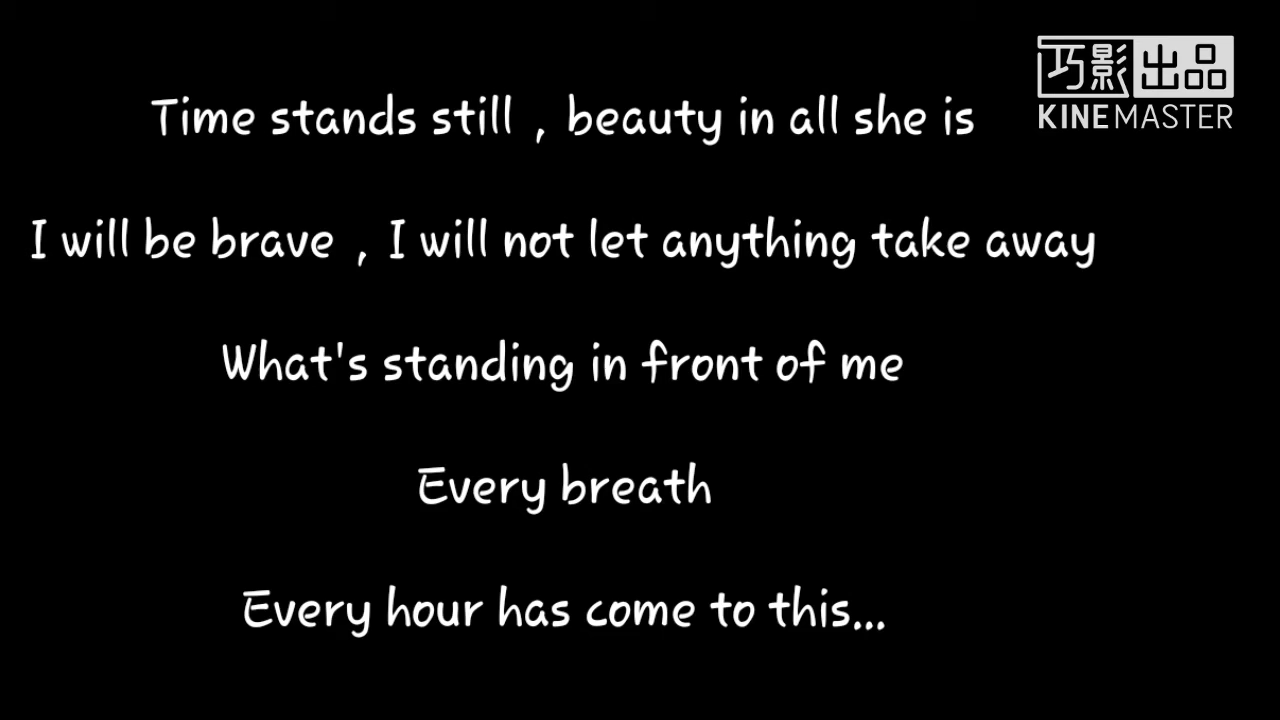 巧影出品
KINEMASTER
Time stands still , beauty in all she is
I will be brave , I will not let anything take away
What's standing in front of me
Every breath
Every hour has come to this...